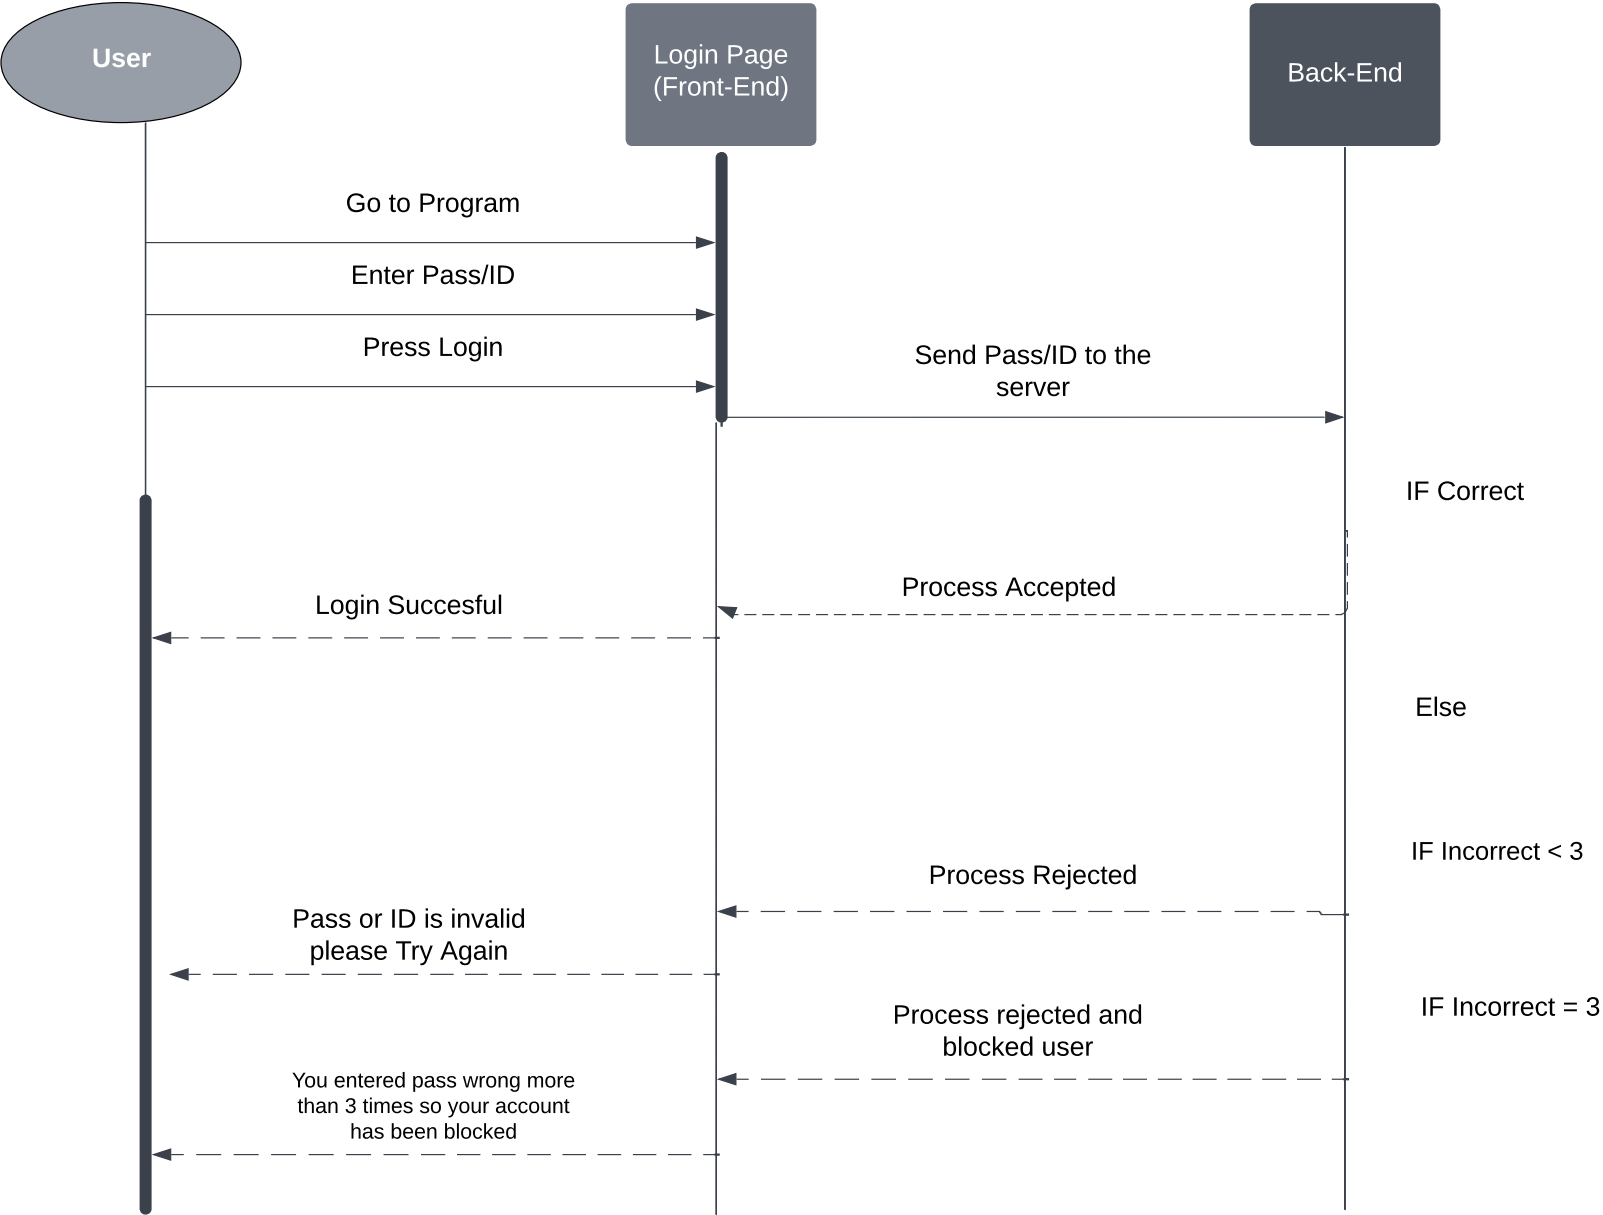 User
Login Page
(Front-End)
Back-End
Go to Program
Enter Pass/ID
Press Login
Send Pass/ID to the
server
IF Correct
Process Accepted
Login Succesful
Else
IF Incorrect < 3
Process Rejected
Pass or ID is invalid
please Try Again
IF Incorrect = 3
Process rejected and
blocked user
You entered pass wrong more
than 3 times so your account
has been blocked